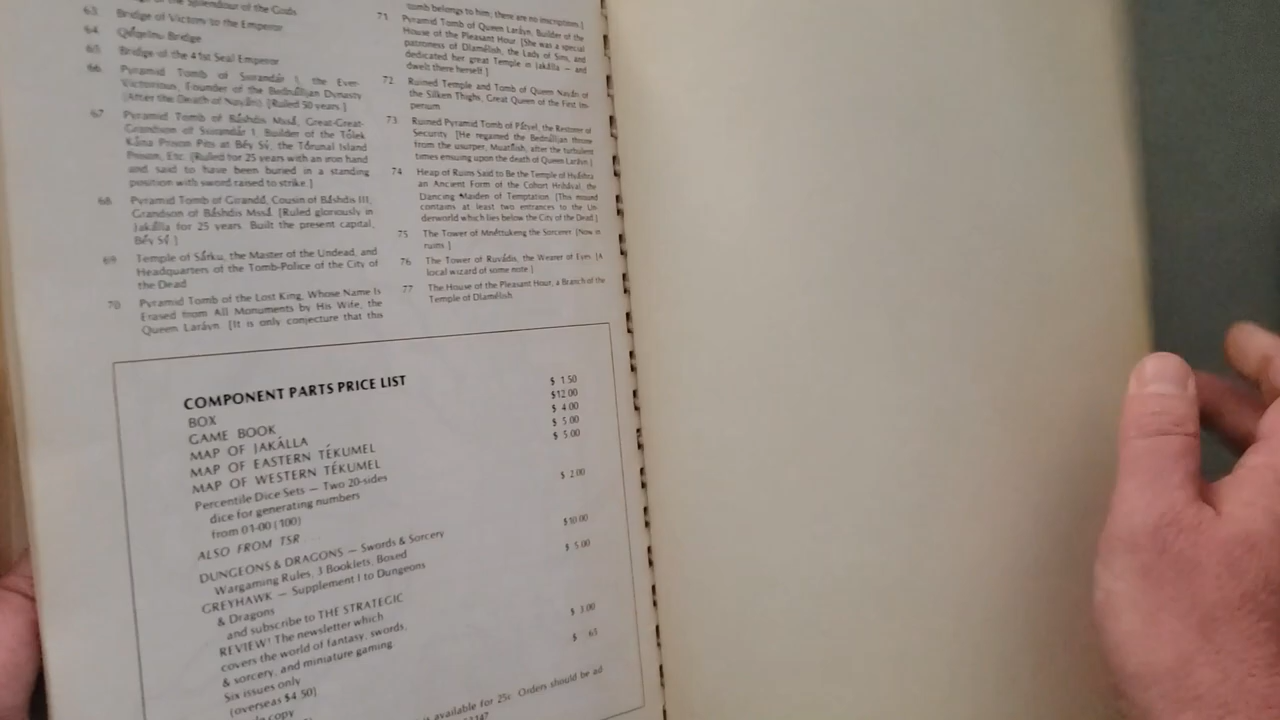 of the Splendour of the Gods
63 Bridge of Victory to the Emperor
64 Bridge
65 Bridge of the 41st Seal Emperor
66 Pyramid Tomb of Ssirandár I, the Ever-
Victorious, Founder of the Bednálljan Dynasty
(After the Death of Nayári). [Ruled 50 years.]
67 Pyramid Tomb of Báshdis Mssá, Great-Great-
Grandson of Ssirandár I, Builder of the Tólek
Kána Prison Pits at Béy Sǘ, the Tórunal Island
Prison, Etc. [Ruled for 25 years with an iron hand
and said to have been buried in a standing
position with sword raised to strike.]
68 Pyramid Tomb of Girandá, Cousin of Báshdis III,
Grandson of Báshdis Mssá. [Ruled gloriously in
Jakálla for 25 years. Built the present capital,
Béy Sǘ.]
69 Temple of Sárku, the Master of the Undead, and
Headquarters of the Tomb-Police of the City of
the Dead
70 Pyramid Tomb of the Lost King, Whose Name Is
Erased from All Monuments by His Wife, the
Queen Laráyn. [It is only conjecture that this
tomb belongs to him; there are no inscriptions.]
71 Pyramid Tomb of Queen Laráyn, Builder of the
House of the Pleasant Hour. [She was a special
patroness of Dlamélish, the Lady of Sins, and
dedicated her great Temple in Jakálla — and
dwelt there herself.]
72 Ruined Temple and Tomb of Queen Nayári of
the Silken Thighs, Great Queen of the First Im-
perium
73 Ruined Pyramid Tomb of Pátyel, the Restorer of
Security. [He regained the Bednálljan throne
from the usurper, after the turbulent
times ensuing upon the death of Queen Laráyn.]
74 Heap of Ruins Said to Be the Temple of
an Ancient Form of the Cohort Hriháyal, the
Dancing Maiden of Temptation. [This mound
contains at least two entrances to the Un-
derworld which lies below the City of the Dead.]
75 The Tower of Mnéttukeng the Sorcerer. [Now in
ruins.]
76 The Tower of Ruvádis, the Wearer of Eyes. [A
local wizard of some note.]
77 The House of the Pleasant Hour, a Branch of the
Temple of Dlamélish.
COMPONENT PARTS PRICE LIST
BOX $ 1.50
GAME BOOK $12.00
MAP OF JAKÁLLA $ 4.00
MAP OF EASTERN TÉKUMEL $ 5.00
MAP OF WESTERN TÉKUMEL $ 5.00
Percentile Dice Sets — Two 20-sides
dice for generating numbers
from 01-00 (100) $ 2.00
ALSO FROM TSR . . .
DUNGEONS & DRAGONS — Swords & Sorcery
Wargaming Rules, 3 Booklets, Boxed $10.00
GREYHAWK — Supplement I to Dungeons
& Dragons $ 5.00
and subscribe to THE STRATEGIC
REVIEW! The newsletter which
covers the world of fantasy, swords,
& sorcery, and miniature gaming.
Six issues only $ 3.00
(overseas $4.50)
copy $
is available for 25¢. Orders should be ad